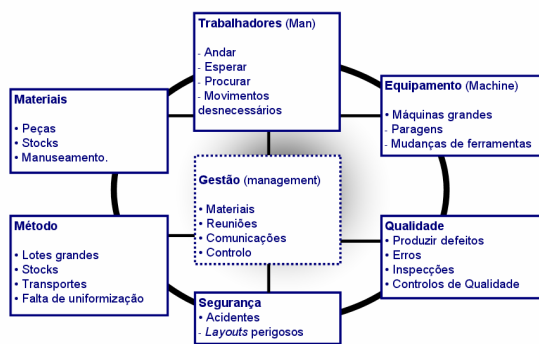 Trabalhadores (Man)
- Andar
- Esperar
- Procurar
- Movimentos
desnecessários
Materiais
• Peças
• Stocks
• Manuseamento.
Equipamento (Machine)
• Máquinas grandes
- Paragens
- Mudanças de ferramentas
Gestão (management)
• Materiais
• Reuniões
• Comunicações
• Controlo
Método
• Lotes grandes
• Stocks
• Transportes
• Falta de uniformização
Qualidade
• Produzir defeitos
• Erros
• Inspecções
• Controlos de Qualidade
Segurança
• Acidentes
- Layouts perigosos